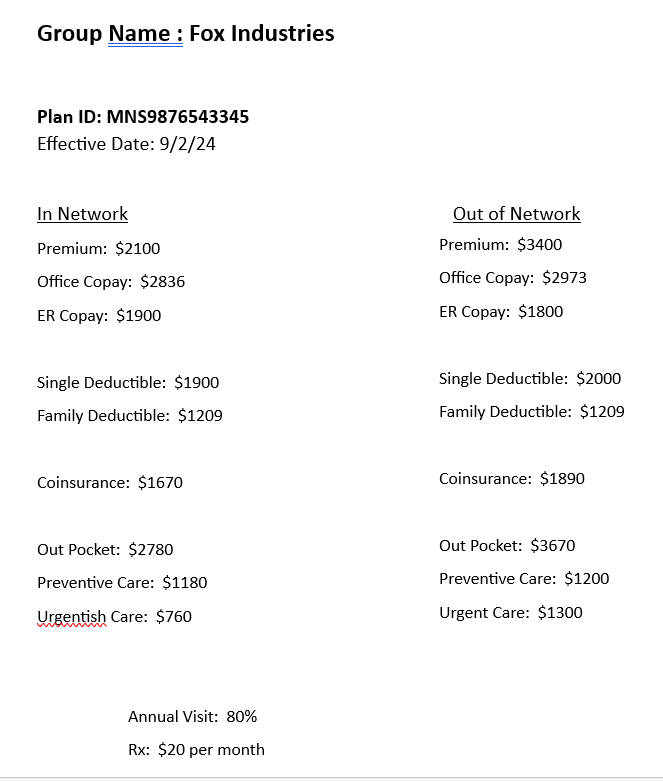 Group Name : Fox Industries
Plan ID: MNS9876543345
Effective Date: 9/2/24
In Network
Premium:  $2100
Office Copay:  $2836
ER Copay:  $1900
Single Deductible:  $1900
Family Deductible:  $1209
Coinsurance:  $1670
Out Pocket:  $2780
Preventive Care:  $1180
Urgentish Care:  $760
Out of Network
Premium:  $3400
Office Copay:  $2973
ER Copay:  $1800
Single Deductible:  $2000
Family Deductible:  $1209
Coinsurance:  $1890
Out Pocket:  $3670
Preventive Care:  $1200
Urgent Care:  $1300
Annual Visit:  80%
Rx:  $20 per month